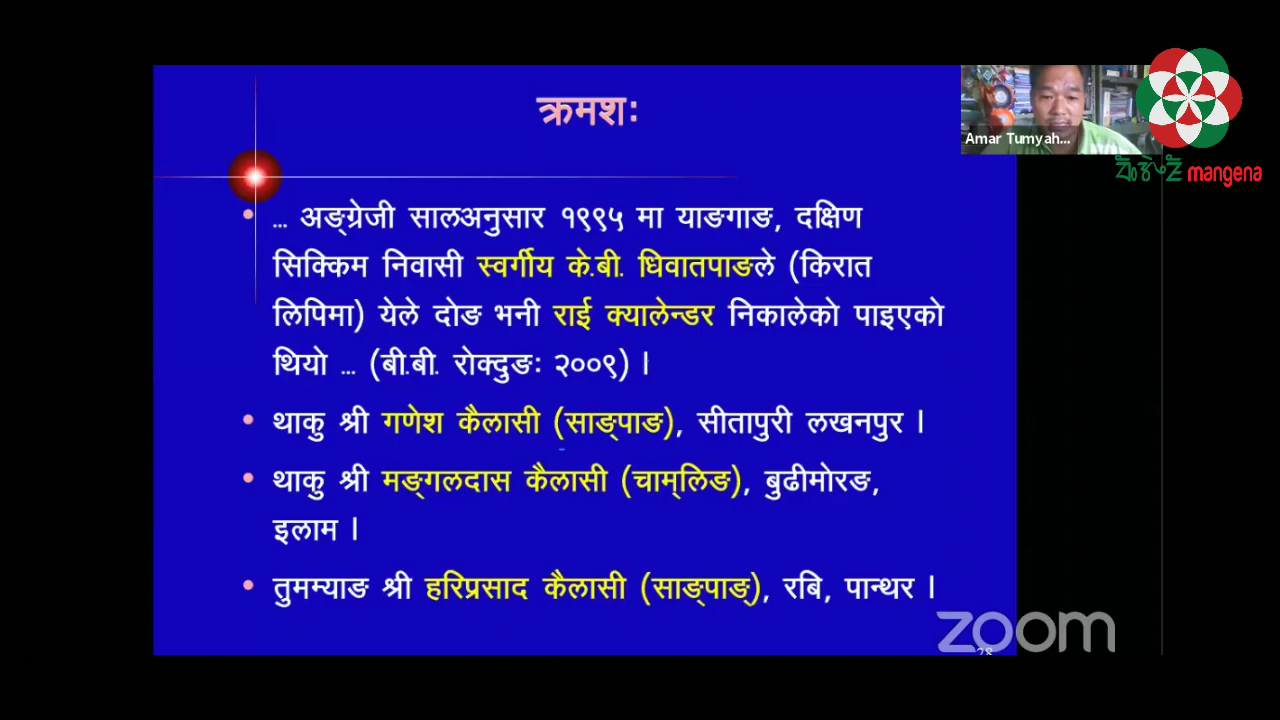 क्रमशः
... अङ्ग्रेजी सालअनुसार १९९५ मा याङगाङ, दक्षिण
सिक्किम निवासी स्वर्गीय के.बी. धिवातपाङले (किरात
लिपिमा) येले दोङ भनी राई क्यालेन्डर निकालेको पाइएको
थियो ... (बी.बी. रोक्दुङः २००९) ।
थाकु श्री गणेश कैलासी (साङ्पाङ), सीतापुरी लखनपुर ।
थाकु श्री मङ्गलदास कैलासी (चाम्लिङ), बुढीमोरङ,
इलाम ।
तुमम्याङ श्री हरिप्रसाद कैलासी (साङ्पाङ्), रबि, पान्थर ।
Amar Tumyah...
mangena
zoom
28